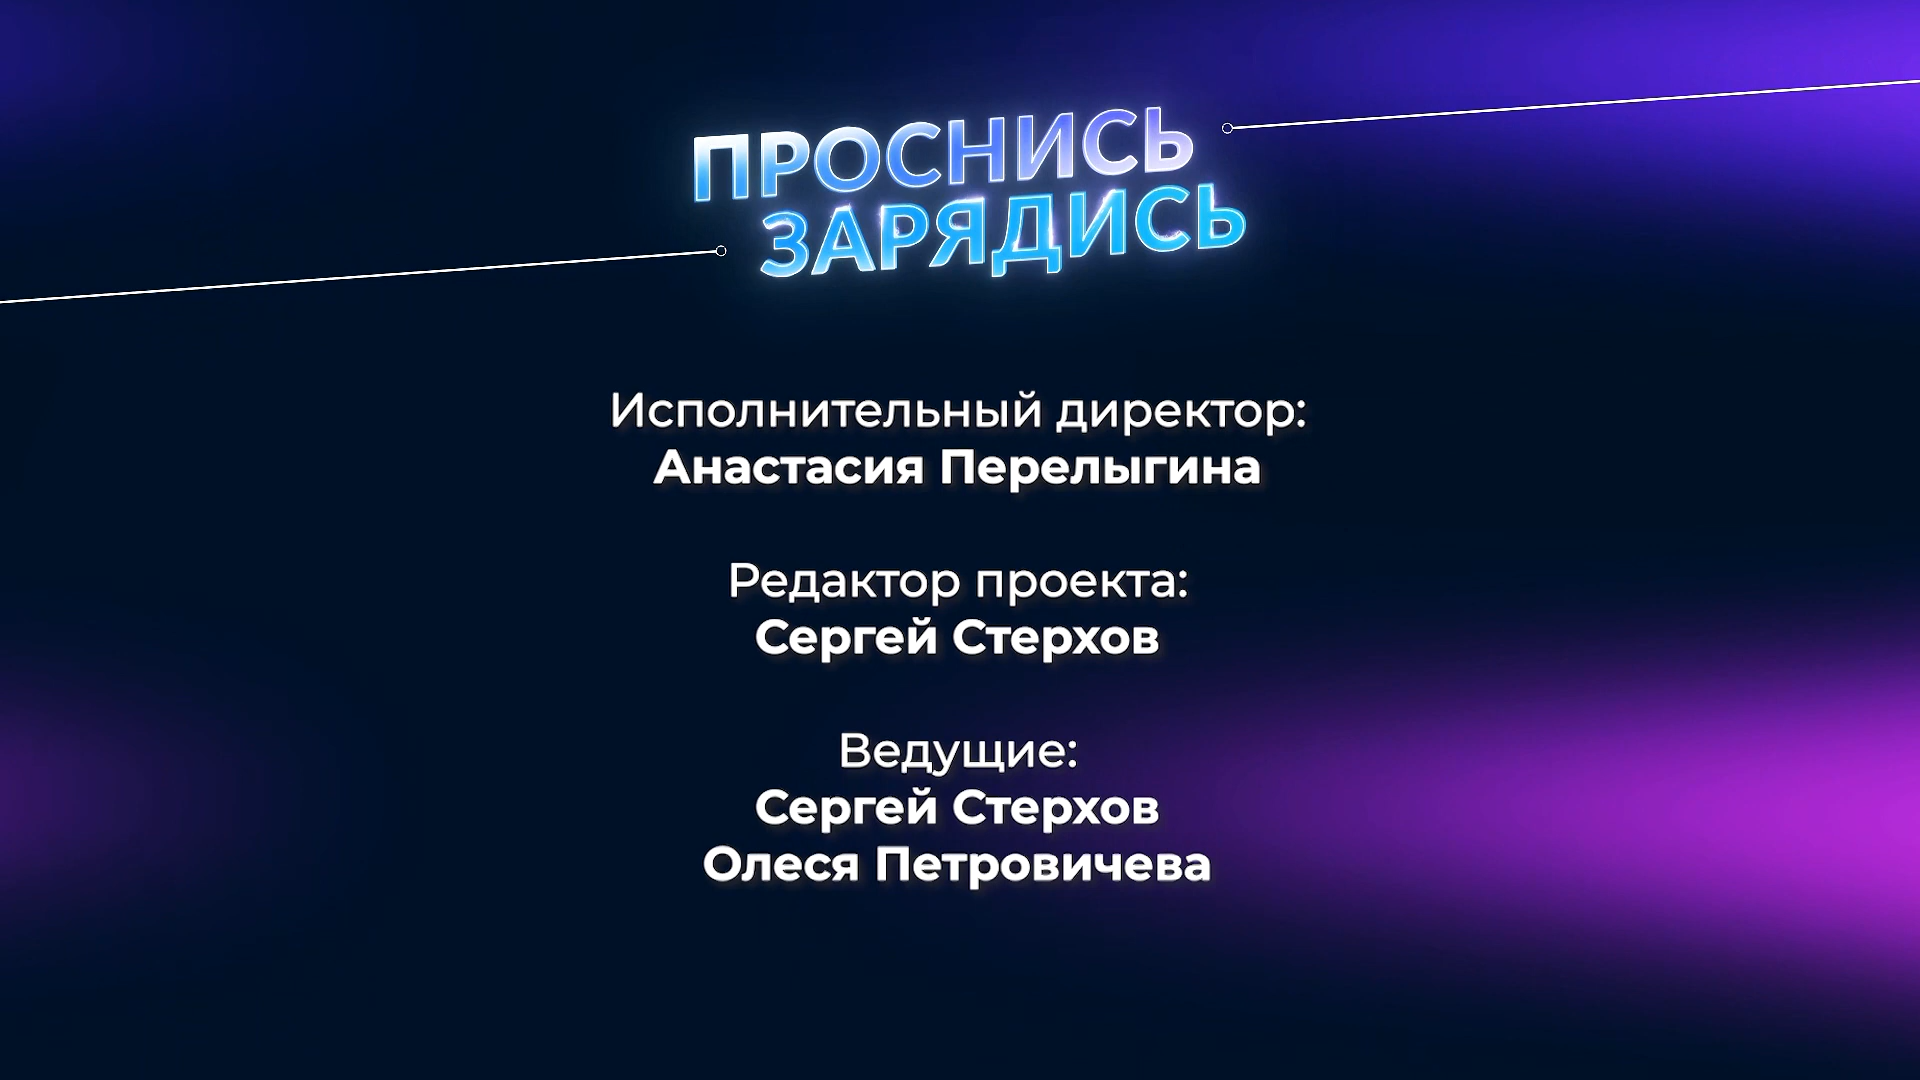 ПРОСНИСЬ
ЗАРЯДИСЬ
Исполнительный директор:
Анастасия Перелыгина
Редактор проекта:
Сергей Стерхов
Ведущие:
Сергей Стерхов
Олеся Петровичева